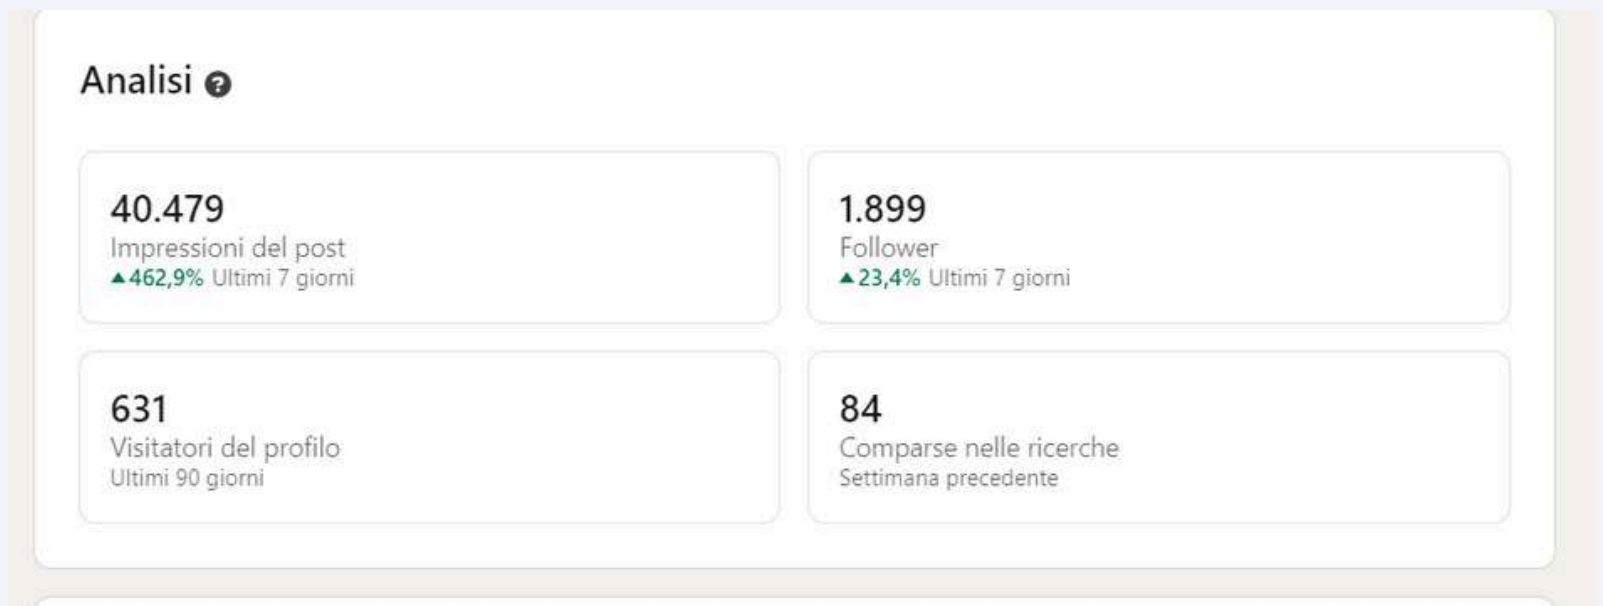 Analisi ?
40.479
Impressioni del post
▲462,9% Ultimi 7 giorni
1.899
Follower
▲23,4% Ultimi 7 giorni
631
Visitatori del profilo
Ultimi 90 giorni
84
Comparse nelle ricerche
Settimana precedente